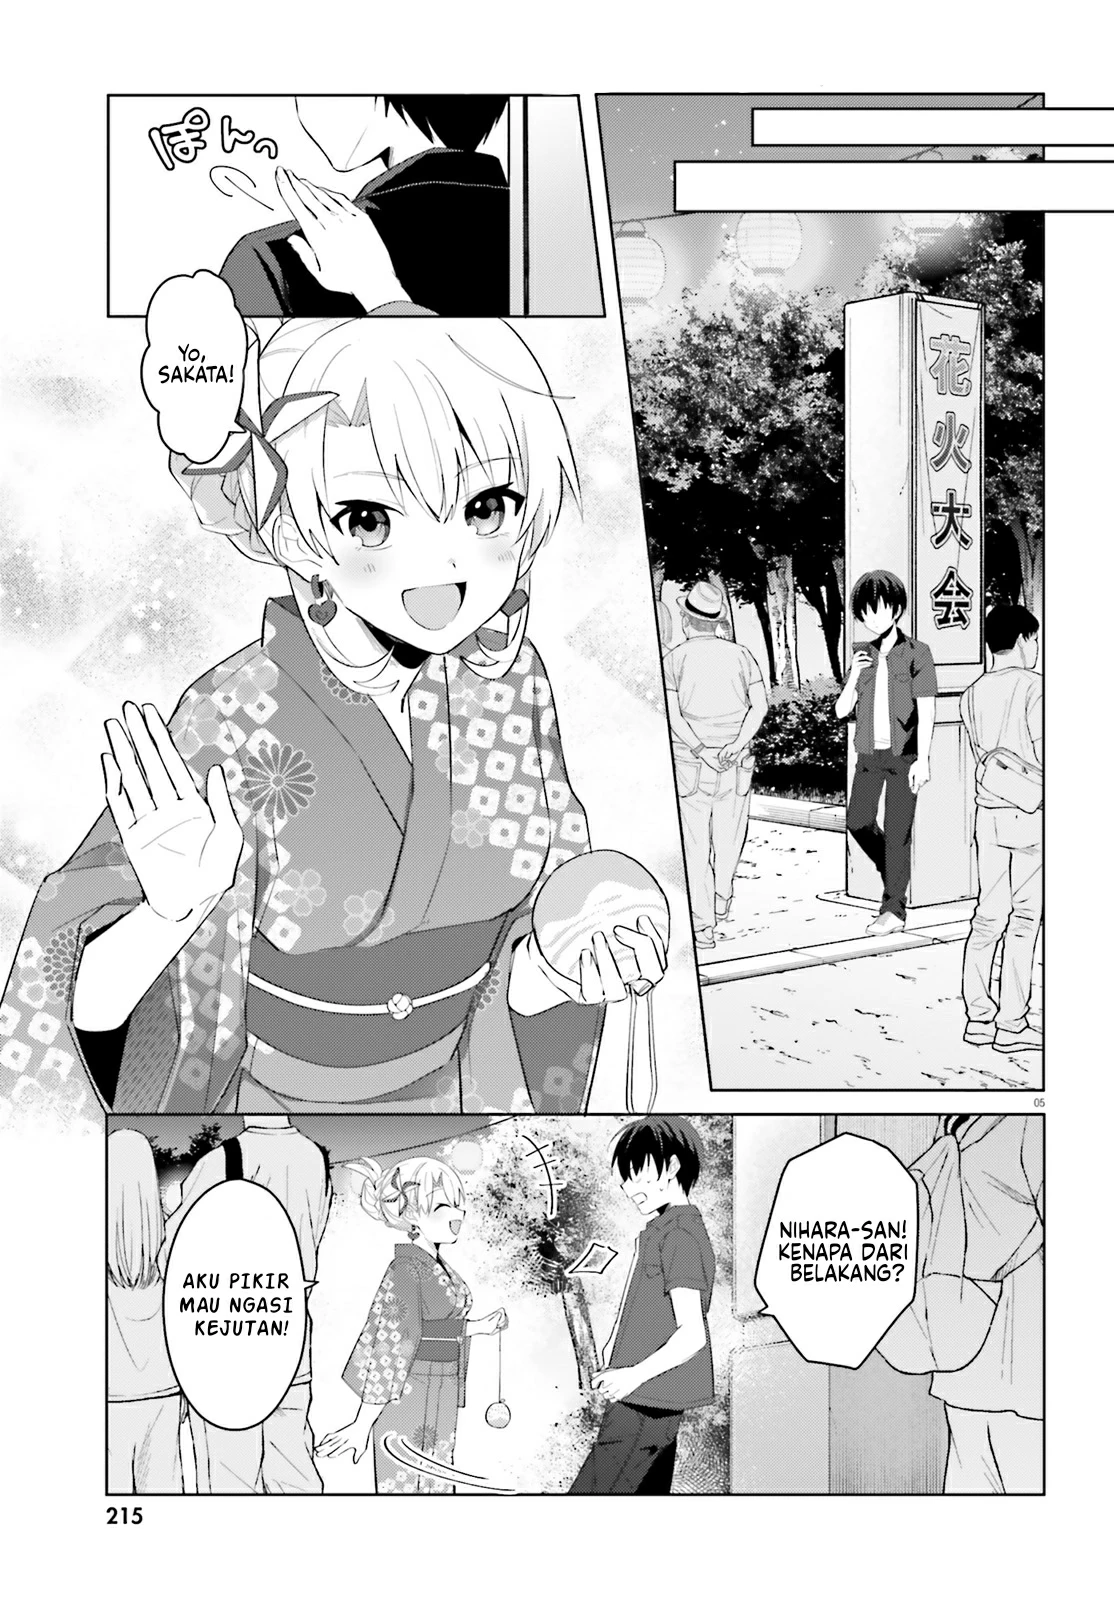 花火大会
05
ぽんっ
Yo,
SAKATA!
NIHARA-SAN!
KENAPA DARI
BELAKANG?
AKU PIKIR
MAU NGASI
KEJUTAN!
215